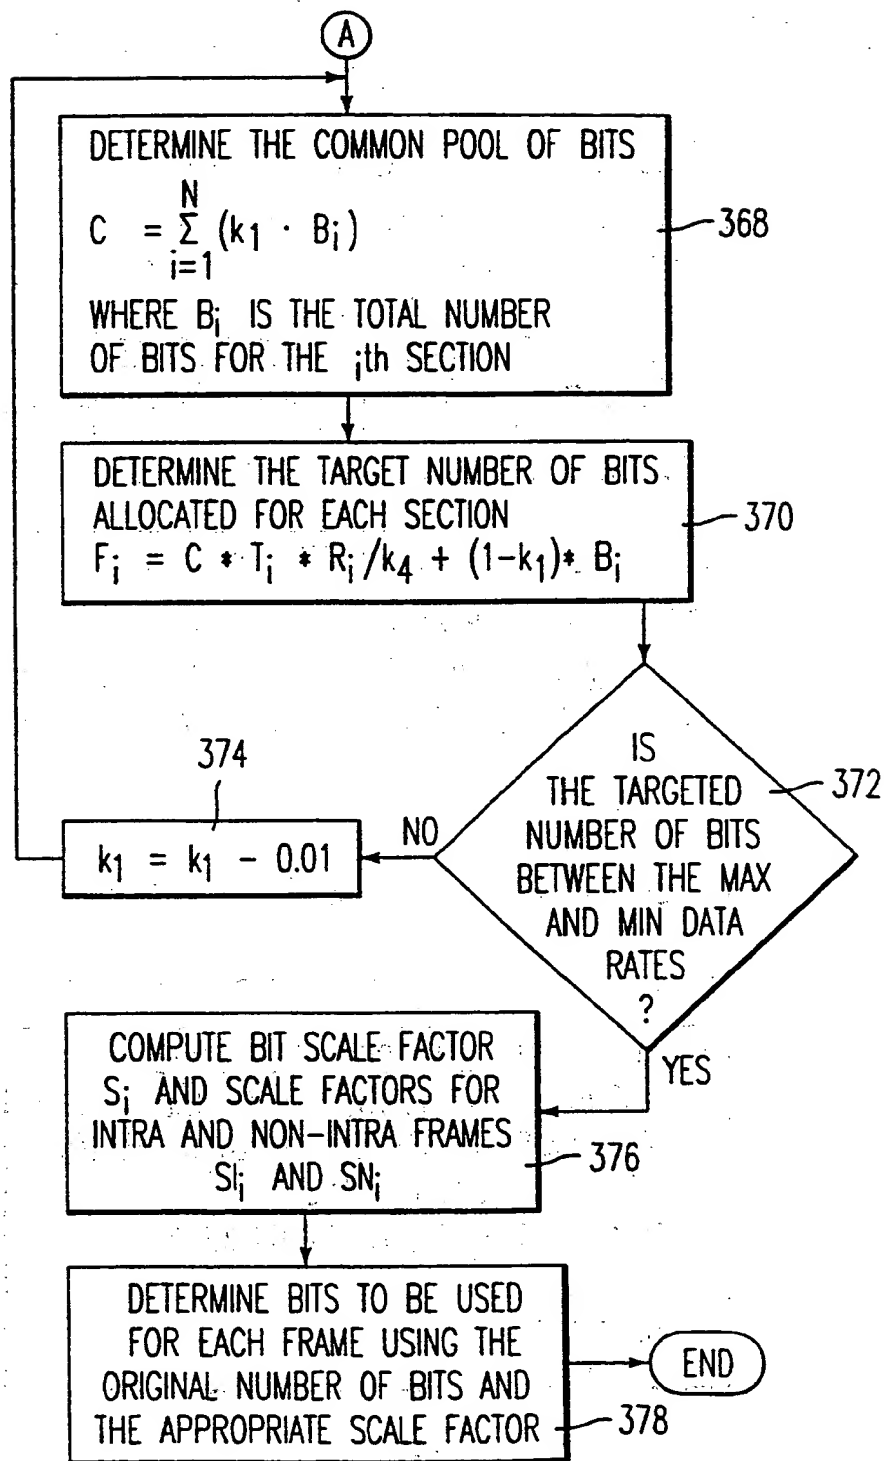 A
DETERMINE THE COMMON POOL OF BITS
N
C = Σ (k1 · Bi)
i=1
WHERE Bi IS THE TOTAL NUMBER
OF BITS FOR THE ith SECTION
368
DETERMINE THE TARGET NUMBER OF BITS
ALLOCATED FOR EACH SECTION
Fi = C * Ti * Ri/k4 + (1-k1)* Bi
370
IS
THE TARGETED
NUMBER OF BITS
BETWEEN THE MAX
AND MIN DATA
RATES
?
372
NO
374
k1 = k1 - 0.01
YES
COMPUTE BIT SCALE FACTOR
Si AND SCALE FACTORS FOR
INTRA AND NON-INTRA FRAMES
SIi AND SNi
376
DETERMINE BITS TO BE USED
FOR EACH FRAME USING THE
ORIGINAL NUMBER OF BITS AND
THE APPROPRIATE SCALE FACTOR
378
END